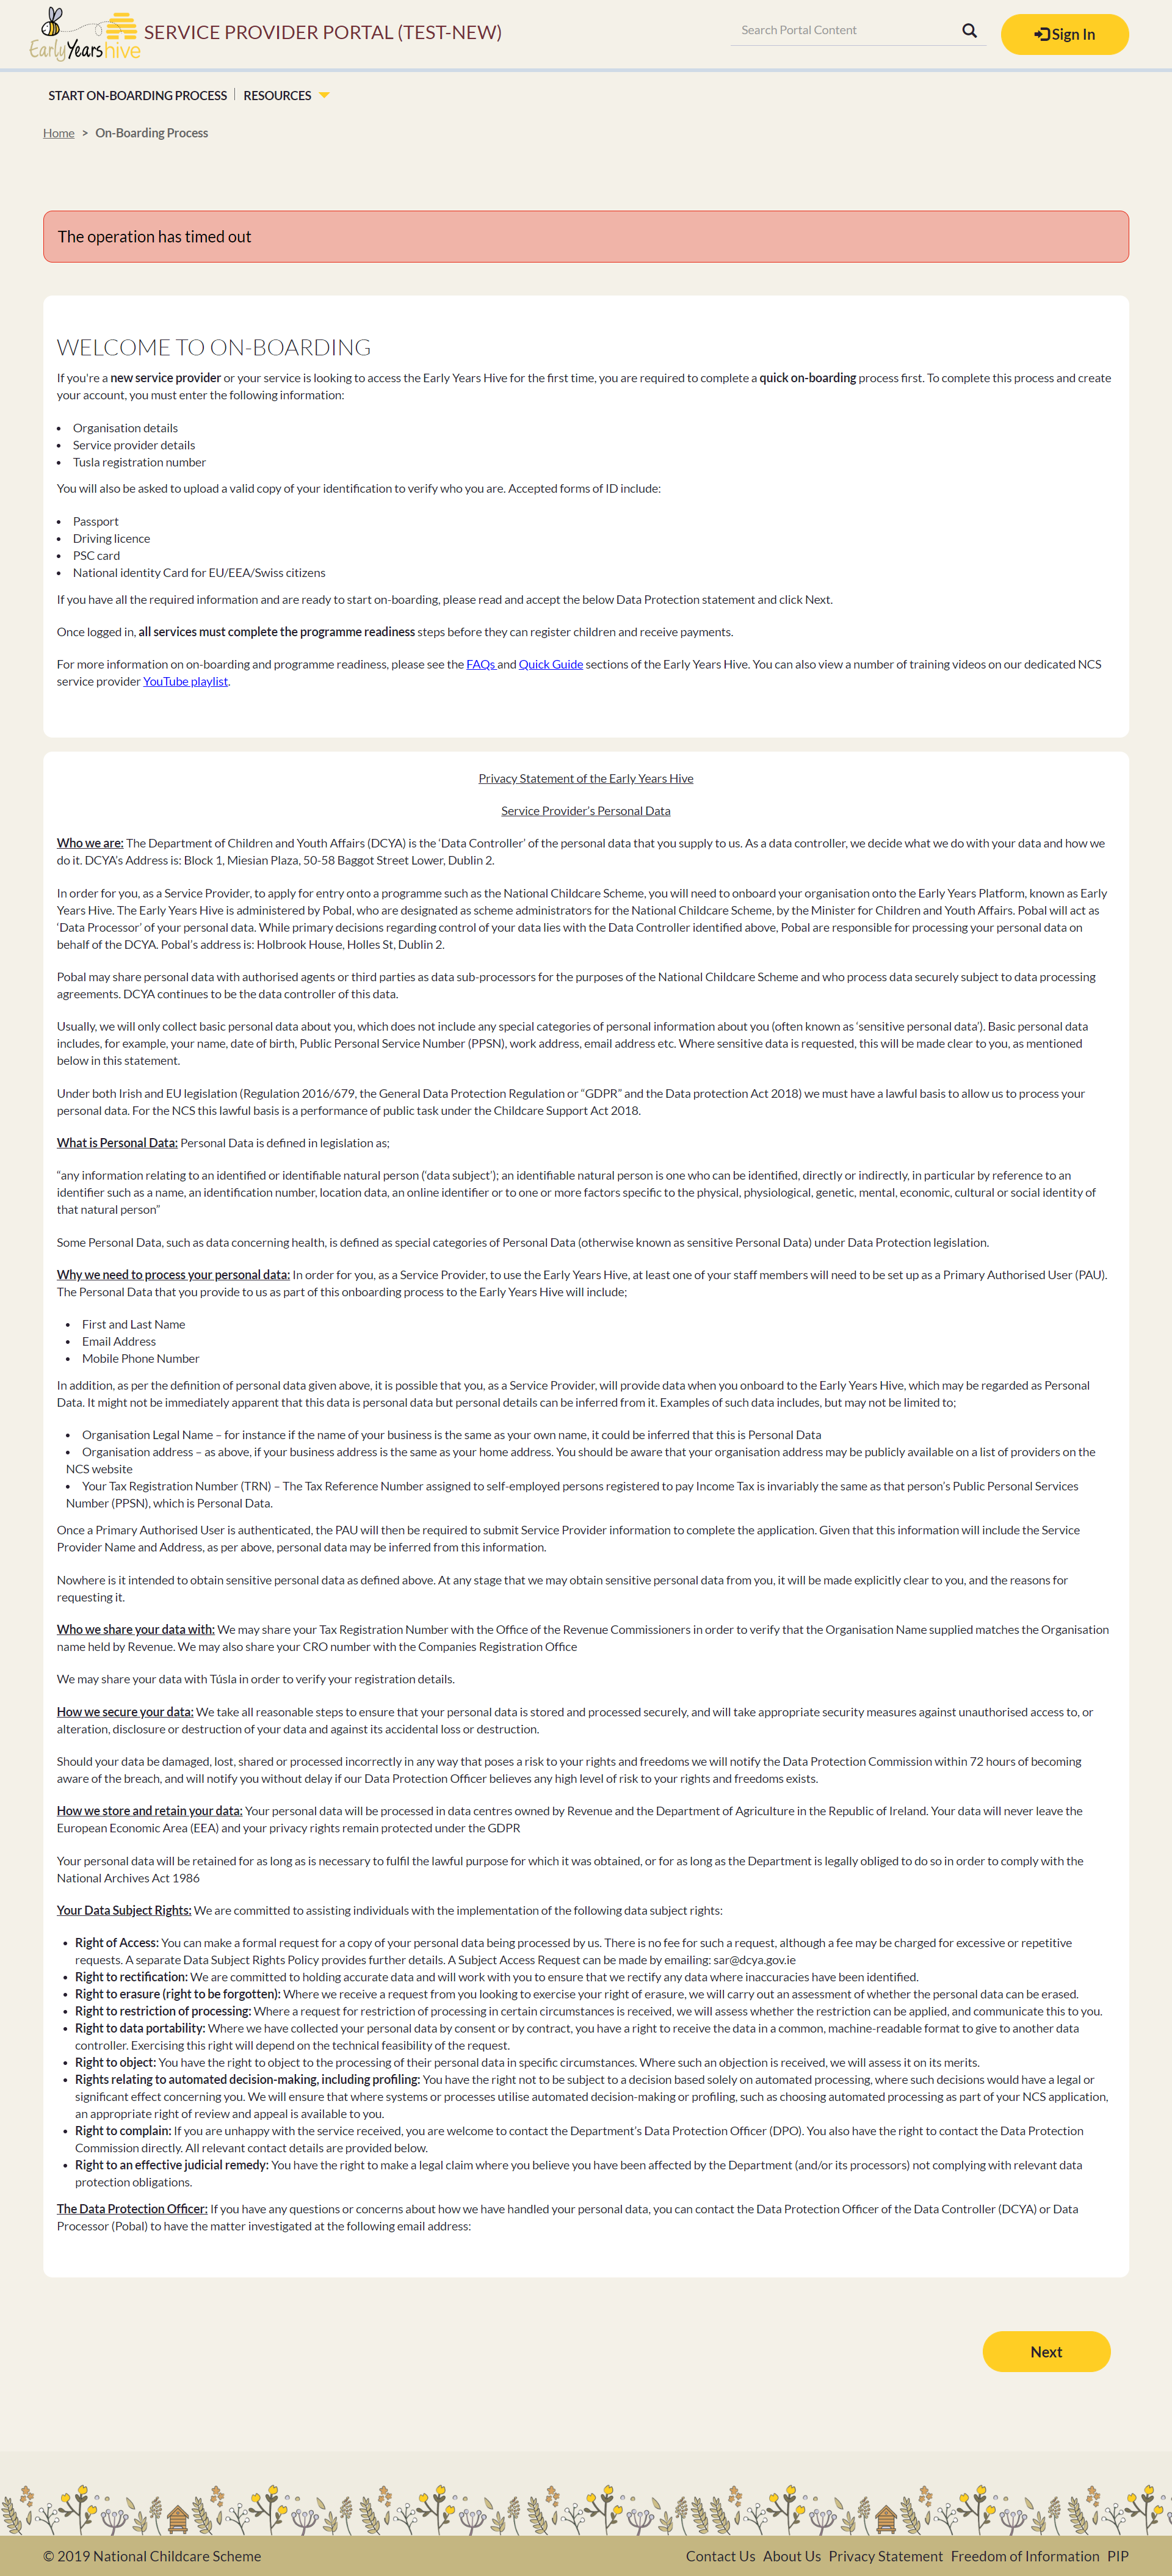 Early Years hive
SERVICE PROVIDER PORTAL (TEST-NEW)
Search Portal Content
Sign In
START ON-BOARDING PROCESS
RESOURCES
Home > On-Boarding Process
The operation has timed out
WELCOME TO ON-BOARDING
If you're a new service provider or your service is looking to access the Early Years Hive for the first time, you are required to complete a quick on-boarding process first. To complete this process and create
your account, you must enter the following information:
• Organisation details
• Service provider details
• Tusla registration number
You will also be asked to upload a valid copy of your identification to verify who you are. Accepted forms of ID include:
• Passport
• Driving licence
• PSC card
• National identity Card for EU/EEA/Swiss citizens
If you have all the required information and are ready to start on-boarding, please read and accept the below Data Protection statement and click Next.
Once logged in, all services must complete the programme readiness steps before they can register children and receive payments.
For more information on on-boarding and programme readiness, please see the FAQs and Quick Guide sections of the Early Years Hive. You can also view a number of training videos on our dedicated NCS
service provider YouTube playlist.
Privacy Statement of the Early Years Hive
Service Provider's Personal Data
Who we are: The Department of Children and Youth Affairs (DCYA) is the ‘Data Controller’ of the personal data that you supply to us. As a data controller, we decide what we do with your data and how we
do it. DCYA's Address is: Block 1, Miesian Plaza, 50-58 Baggot Street Lower, Dublin 2.
In order for you, as a Service Provider, to apply for entry onto a programme such as the National Childcare Scheme, you will need to onboard your organisation onto the Early Years Platform, known as Early
Years Hive. The Early Years Hive is administered by Pobal, who are designated as scheme administrators for the National Childcare Scheme, by the Minister for Children and Youth Affairs. Pobal will act as
‘Data Processor’ of your personal data. While primary decisions regarding control of your data lies with the Data Controller identified above, Pobal are responsible for processing your personal data on
behalf of the DCYA. Pobal’s address is: Holbrook House, Holles St, Dublin 2.
Pobal may share personal data with authorised agents or third parties as data sub-processors for the purposes of the National Childcare Scheme and who process data securely subject to data processing
agreements. DCYA continues to be the data controller of this data.
Usually, we will only collect basic personal data about you, which does not include any special categories of personal information about you (often known as ‘sensitive personal data’). Basic personal data
includes, for example, your name, date of birth, Public Personal Service Number (PPSN), work address, email address etc. Where sensitive data is requested, this will be made clear to you, as mentioned
below in this statement.
Under both Irish and EU legislation (Regulation 2016/679, the General Data Protection Regulation or “GDPR” and the Data protection Act 2018) we must have a lawful basis to allow us to process your
personal data. For the NCS this lawful basis is a performance of public task under the Childcare Support Act 2018.
What is Personal Data: Personal Data is defined in legislation as;
“any information relating to an identified or identifiable natural person (‘data subject’); an identifiable natural person is one who can be identified, directly or indirectly, in particular by reference to an
identifier such as a name, an identification number, location data, an online identifier or to one or more factors specific to the physical, physiological, genetic, mental, economic, cultural or social identity of
that natural person”
Some Personal Data, such as data concerning health, is defined as special categories of Personal Data (otherwise known as sensitive Personal Data) under Data Protection legislation.
Why we need to process your personal data: In order for you, as a Service Provider, to use the Early Years Hive, at least one of your staff members will need to be set up as a Primary Authorised User (PAU).
The Personal Data that you provide to us as part of this onboarding process to the Early Years Hive will include;
• First and Last Name
• Email Address
• Mobile Phone Number
In addition, as per the definition of personal data given above, it is possible that you, as a Service Provider, will provide data when you onboard to the Early Years Hive, which may be regarded as Personal
Data. It might not be immediately apparent that this data is personal data but personal details can be inferred from it. Examples of such data includes, but may not be limited to;
• Organisation Legal Name – for instance if the name of your business is the same as your own name, it could be inferred that this is Personal Data
• Organisation address – as above, if your business address is the same as your home address. You should be aware that your organisation address may be publicly available on a list of providers on the
NCS website
• Your Tax Registration Number (TRN) – The Tax Reference Number assigned to self-employed persons registered to pay Income Tax is invariably the same as that person’s Public Personal Services
Number (PPSN), which is Personal Data.
Once a Primary Authorised User is authenticated, the PAU will then be required to submit Service Provider information to complete the application. Given that this information will include the Service
Provider Name and Address, as per above, personal data may be inferred from this information.
Nowhere is it intended to obtain sensitive personal data as defined above. At any stage that we may obtain sensitive personal data from you, it will be made explicitly clear to you, and the reasons for
requesting it.
Who we share your data with: We may share your Tax Registration Number with the Office of the Revenue Commissioners in order to verify that the Organisation Name supplied matches the Organisation
name held by Revenue. We may also share your CRO number with the Companies Registration Office
We may share your data with Túsla in order to verify your registration details.
How we secure your data: We take all reasonable steps to ensure that your personal data is stored and processed securely, and will take appropriate security measures against unauthorised access to, or
alteration, disclosure or destruction of your data and against its accidental loss or destruction.
Should your data be damaged, lost, shared or processed incorrectly in any way that poses a risk to your rights and freedoms we will notify the Data Protection Commission within 72 hours of becoming
aware of the breach, and will notify you without delay if our Data Protection Officer believes any high level of risk to your rights and freedoms exists.
How we store and retain your data: Your personal data will be processed in data centres owned by Revenue and the Department of Agriculture in the Republic of Ireland. Your data will never leave the
European Economic Area (EEA) and your privacy rights remain protected under the GDPR
Your personal data will be retained for as long as is necessary to fulfil the lawful purpose for which it was obtained, or for as long as the Department is legally obliged to do so in order to comply with the
National Archives Act 1986
Your Data Subject Rights: We are committed to assisting individuals with the implementation of the following data subject rights:
• Right of Access: You can make a formal request for a copy of your personal data being processed by us. There is no fee for such a request, although a fee may be charged for excessive or repetitive
requests. A separate Data Subject Rights Policy provides further details. A Subject Access Request can be made by emailing: sar@dcya.gov.ie
• Right to rectification: We are committed to holding accurate data and will work with you to ensure that we rectify any data where inaccuracies have been identified.
• Right to erasure (right to be forgotten): Where we receive a request from you looking to exercise your right of erasure, we will carry out an assessment of whether the personal data can be erased.
• Right to restriction of processing: Where a request for restriction of processing in certain circumstances is received, we will assess whether the restriction can be applied, and communicate this to you.
• Right to data portability: Where we have collected your personal data by consent or by contract, you have a right to receive the data in a common, machine-readable format to give to another data
controller. Exercising this right will depend on the technical feasibility of the request.
• Right to object: You have the right to object to the processing of their personal data in specific circumstances. Where such an objection is received, we will assess it on its merits.
• Rights relating to automated decision-making, including profiling: You have the right not to be subject to a decision based solely on automated processing, where such decisions would have a legal or
significant effect concerning you. We will ensure that where systems or processes utilise automated decision-making or profiling, such as choosing automated processing as part of your NCS application,
an appropriate right of review and appeal is available to you.
• Right to complain: If you are unhappy with the service received, you are welcome to contact the Department’s Data Protection Officer (DPO). You also have the right to contact the Data Protection
Commission directly. All relevant contact details are provided below.
• Right to an effective judicial remedy: You have the right to make a legal claim where you believe you have been affected by the Department (and/or its processors) not complying with relevant data
protection obligations.
The Data Protection Officer: If you have any questions or concerns about how we have handled your personal data, you can contact the Data Protection Officer of the Data Controller (DCYA) or Data
Processor (Pobal) to have the matter investigated at the following email address:
Next
© 2019 National Childcare Scheme
Contact Us About Us Privacy Statement Freedom of Information PIP